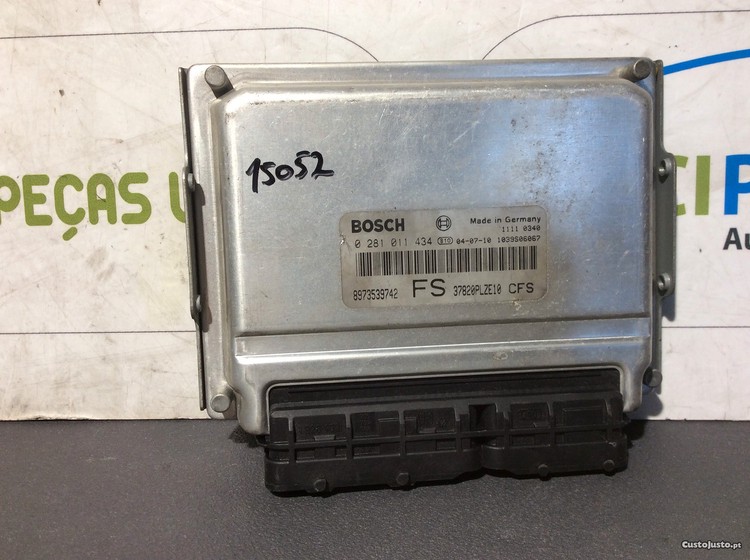 PEÇAS U
CIP
Au
15052
BOSCH
Made in Germany
1111 0340
0 281 011 434 B10 04-07-10 1039S06067
8973539742 FS 37820PLZE10 CFS
CustoJusto.pt